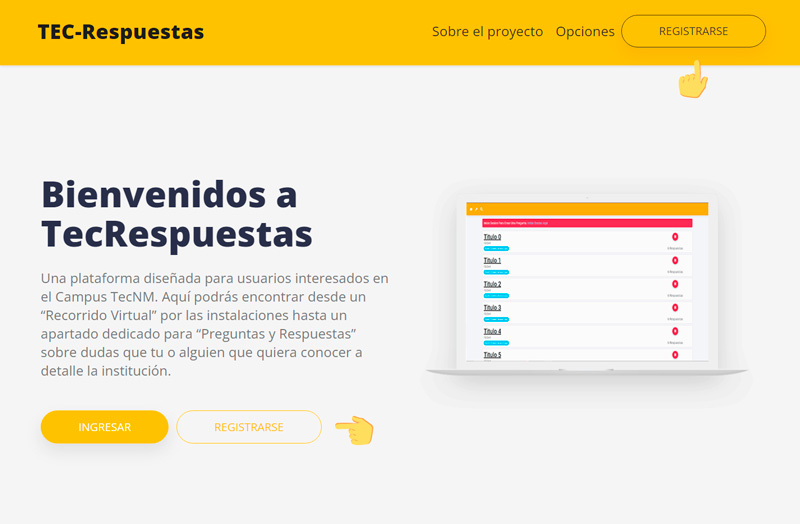 TEC-Respuestas
Sobre el proyecto Opciones REGISTRARSE
Bienvenidos a
TecRespuestas
Una plataforma diseñada para usuarios interesados en
el Campus TecNM. Aquí podrás encontrar desde un
“Recorrido Virtual” por las instalaciones hasta un
apartado dedicado para “Preguntas y Respuestas”
sobre dudas que tu o alguien que quiera conocer a
detalle la institución.
INGRESAR REGISTRARSE
Titulo 0
Titulo 1
Titulo 2
Titulo 3
Titulo 4
Titulo 5